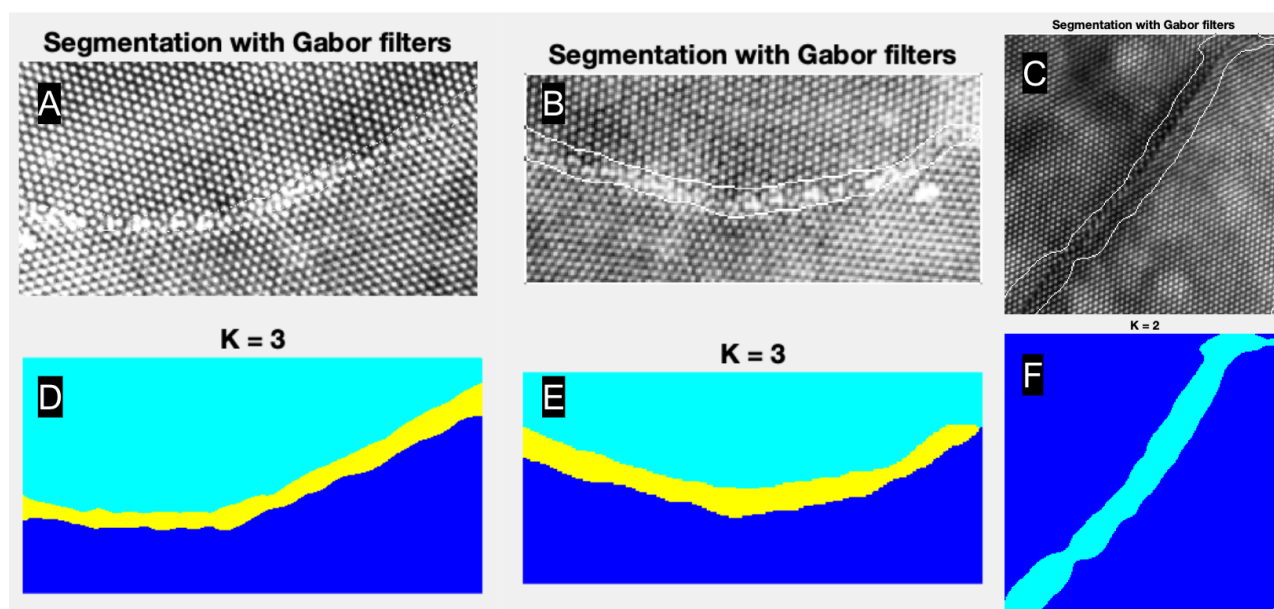 Segmentation with Gabor filters
Segmentation with Gabor filters
Segmentation with Gabor filters
A
B
C
K = 3
K = 3
K = 2
D
E
F